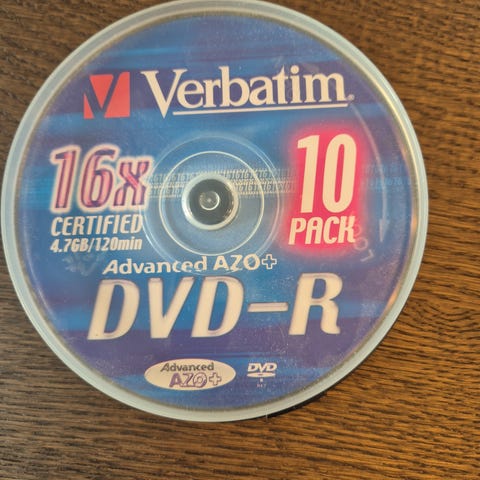 Verbatim
16x
CERTIFIED
4.7GB/120min
10
PACK
Advanced AZO+
DVD-R
Advanced
AZO+
DVD
R